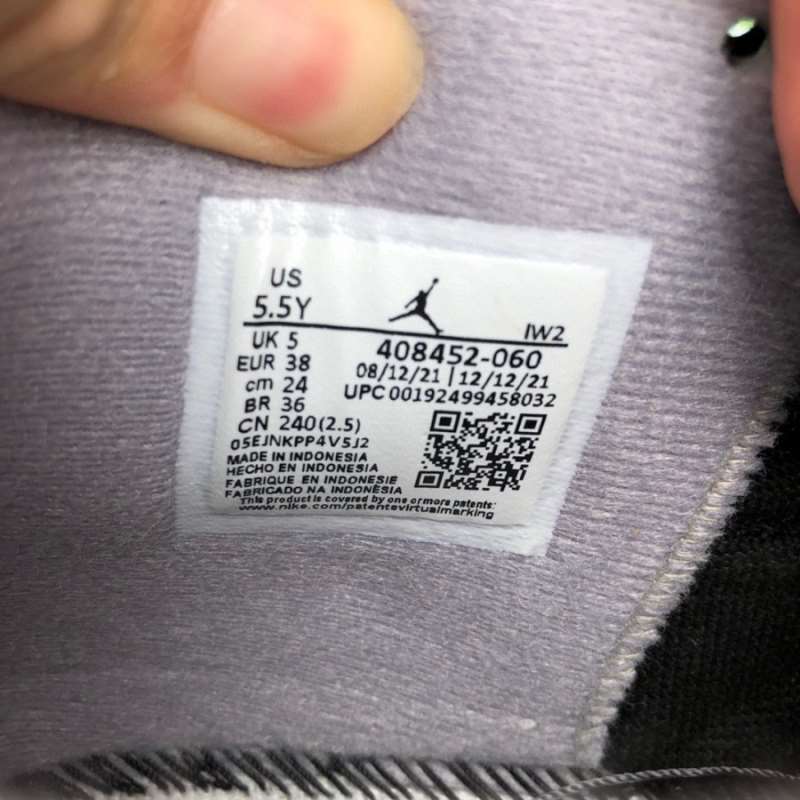 US
5.5Y
IW2
UK 5
408452-060
EUR 38
08/12/21 | 12/12/21
cm 24
UPC 00192499458032
BR 36
CN 240(2.5)
05EJNKPP4V5J2
MADE IN INDONESIA
HECHO EN INDONESIA
FABRIQUE EN INDONESIE
FABRICADO NA INDONÉSIA
This product is covered by one or more patents:
www.nike.com/patentsvirtualmarking